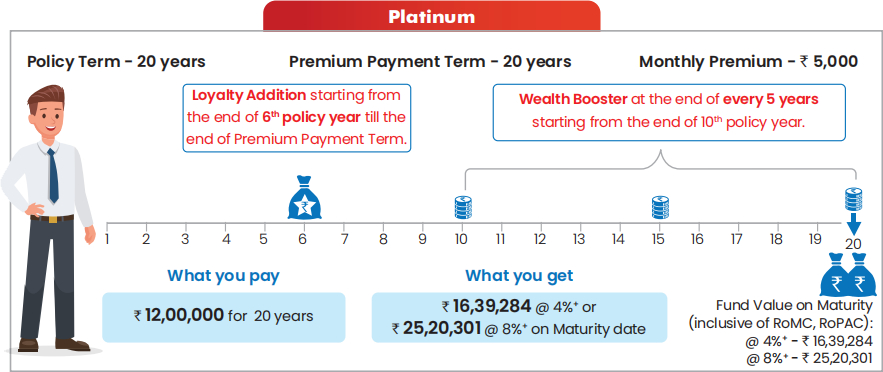 Platinum
Policy Term - 20 years
Premium Payment Term - 20 years
Monthly Premium - ₹ 5,000
Loyalty Addition starting from
the end of 6th policy year till the
end of Premium Payment Term.
Wealth Booster at the end of every 5 years
starting from the end of 10th policy year.
1 2 3 4 5 6 7 8 9 10 11 12 13 14 15 16 17 18 19 20
What you pay
₹ 12,00,000 for 20 years
What you get
₹ 16,39,284 @ 4%+ or
₹ 25,20,301 @ 8%+ on Maturity date
Fund Value on Maturity
(inclusive of RoMC, RoPAC):
@ 4%+ - ₹ 16,39,284
@ 8%+ - ₹ 25,20,301